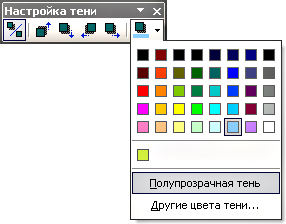 Настройка тени
Полупрозрачная тень
Другие цвета тени...